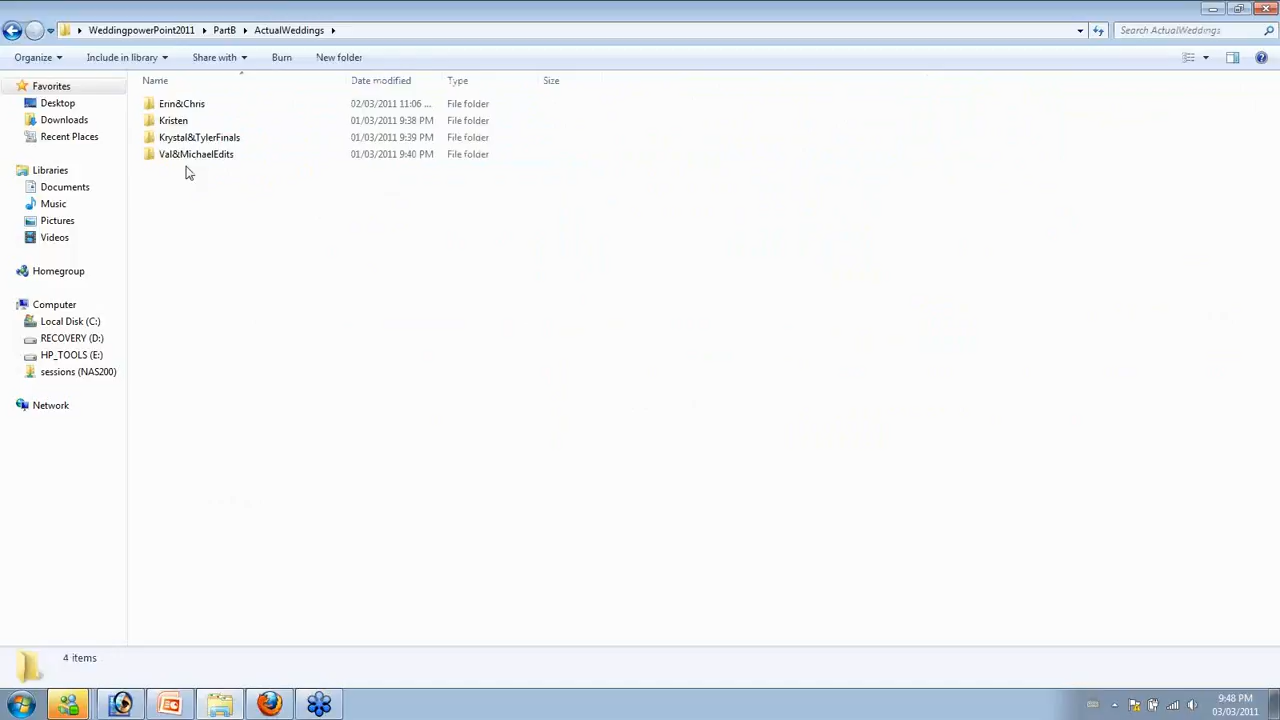 WeddingpowerPoint2011 PartB ActualWeddings
Search ActualWeddings
Organize Include in library Share with Burn New folder
Name Date modified Type Size
Favorites
Desktop
Downloads
Recent Places
Libraries
Documents
Music
Pictures
Videos
Homegroup
Computer
Local Disk (C:)
RECOVERY (D:)
HP_TOOLS (E:)
sessions (NAS200)
Network
Erin&Chris 02/03/2011 11:06 ... File folder
Kristen 01/03/2011 9:38 PM File folder
Krystal&TylerFinals 01/03/2011 9:39 PM File folder
Val&MichaelEdits 01/03/2011 9:40 PM File folder
4 items
9:48 PM
03/03/2011